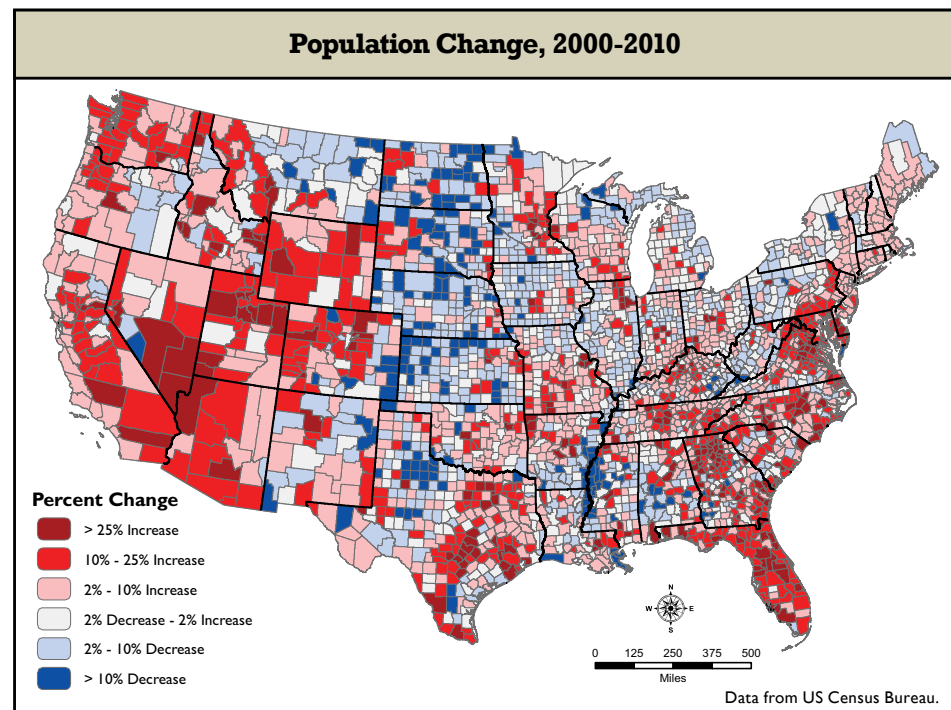 Population Change, 2000-2010
Percent Change
> 25% Increase
10% - 25% Increase
2% - 10% Increase
2% Decrease - 2% Increase
2% - 10% Decrease
> 10% Decrease
N
W E
S
0 125 250 375 500
Miles
Data from US Census Bureau.